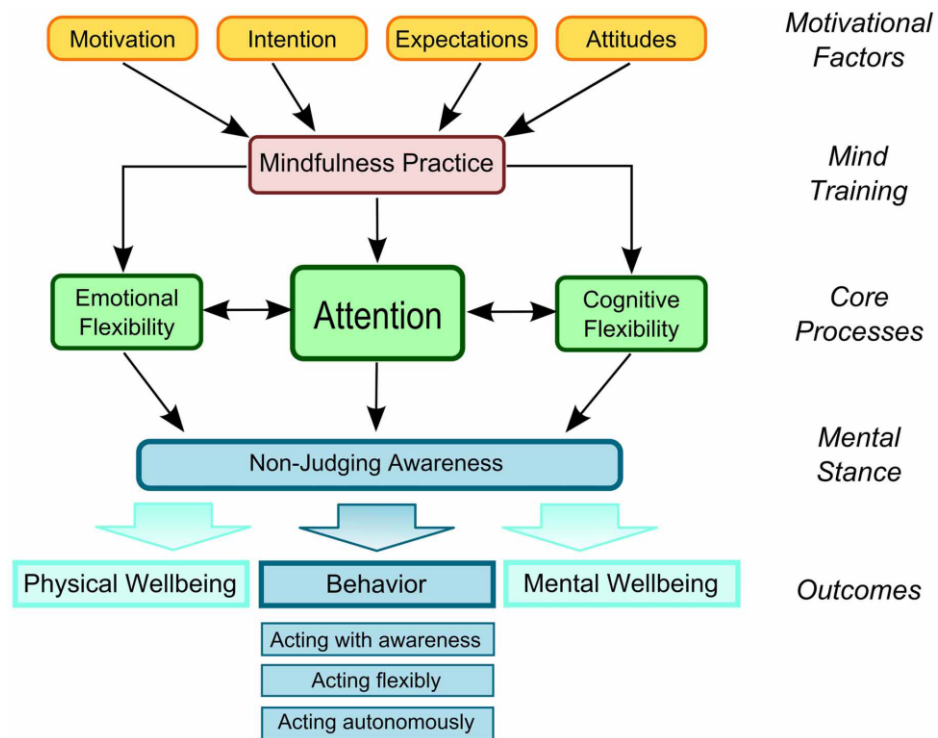 Motivation
Intention
Expectations
Attitudes
Motivational
Factors
Mindfulness Practice
Mind
Training
Emotional
Flexibility
Attention
Cognitive
Flexibility
Core
Processes
Non-Judging Awareness
Mental
Stance
Physical Wellbeing
Behavior
Mental Wellbeing
Outcomes
Acting with awareness
Acting flexibly
Acting autonomously